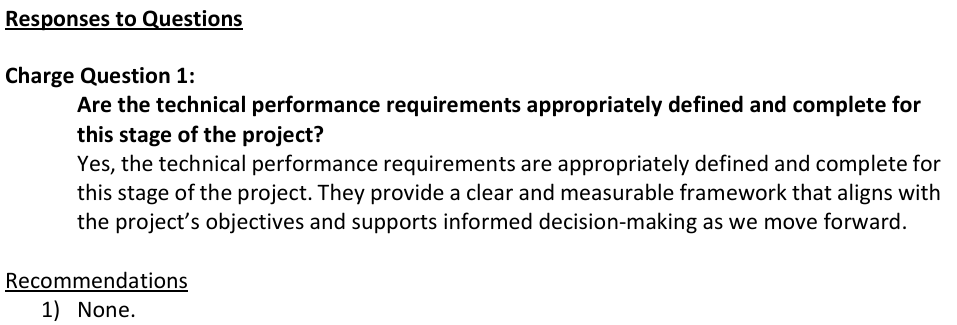 Responses to Questions
Charge Question 1:
Are the technical performance requirements appropriately defined and complete for
this stage of the project?
Yes, the technical performance requirements are appropriately defined and complete for
this stage of the project. They provide a clear and measurable framework that aligns with
the project’s objectives and supports informed decision-making as we move forward.
Recommendations
1) None.